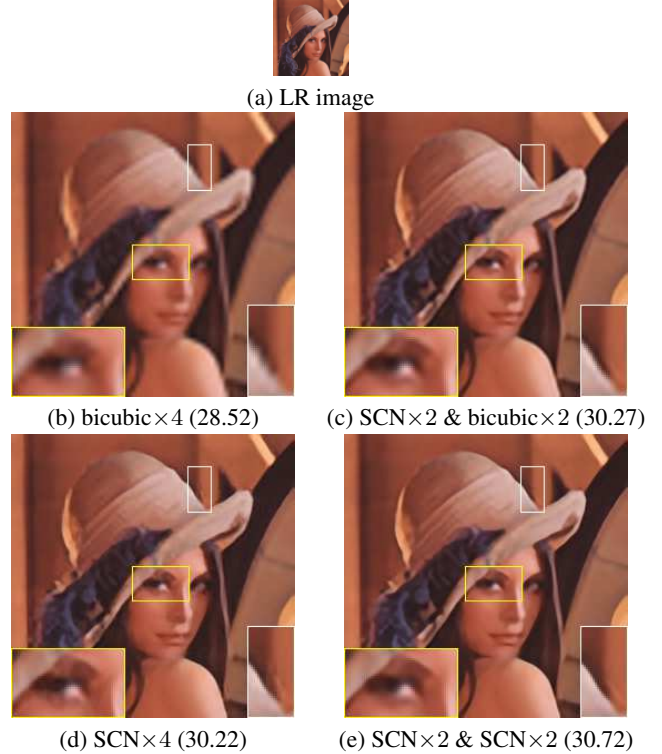 (a) LR image
(b) bicubic×4 (28.52)
(c) SCN×2 & bicubic×2 (30.27)
(d) SCN×4 (30.22)
(e) SCN×2 & SCN×2 (30.72)